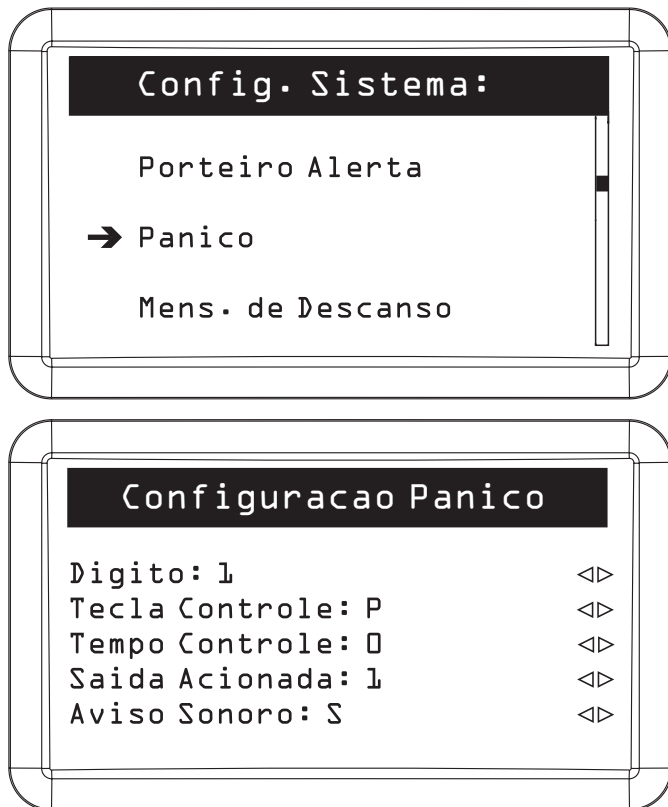 Config. Sistema:
Porteiro Alerta
➔ Panico
Mens. de Descanso
Configuracao Panico
Digito: 1 ◁▷
Tecla Controle: P ◁▷
Tempo Controle: 0 ◁▷
Saida Acionada: 1 ◁▷
Aviso Sonoro: S ◁▷